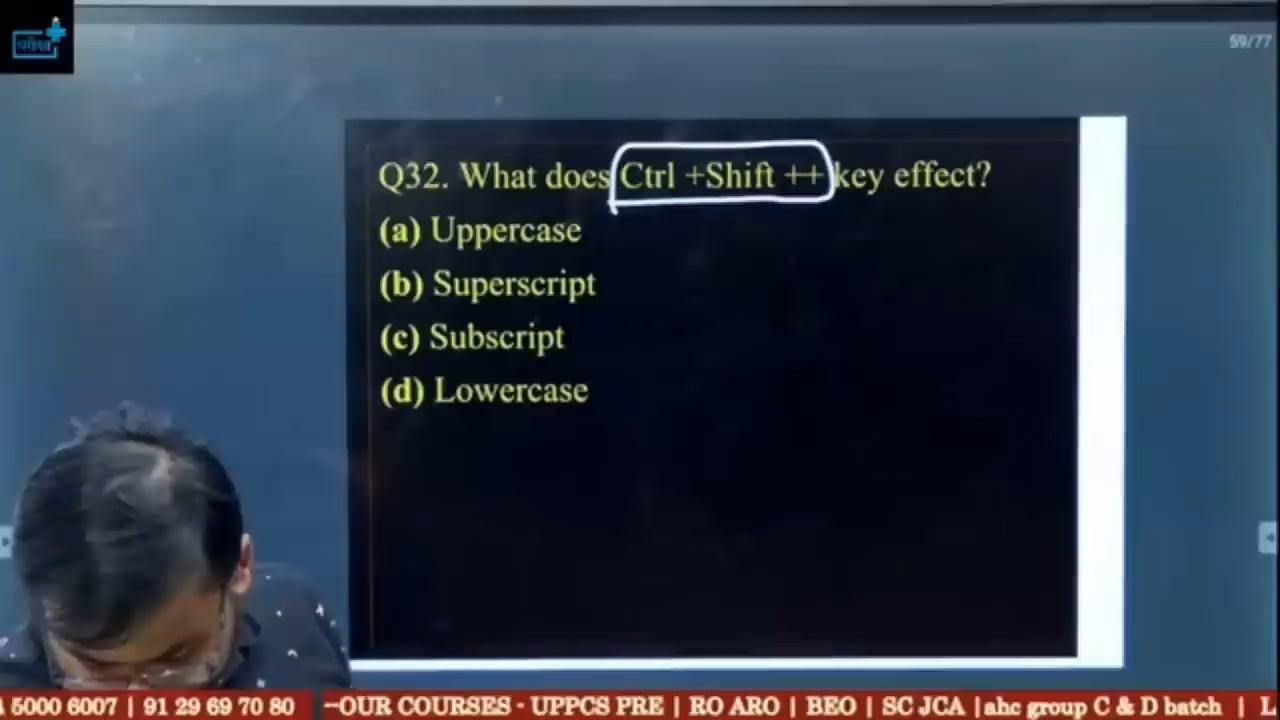 59/77
Q32. What does Ctrl +Shift ++ key effect?
(a) Uppercase
(b) Superscript
(c) Subscript
(d) Lowercase
5000 6007 | 91 29 69 70 80 --OUR COURSES - UPPCS PRE | RO ARO | BEO | SC JCA |ahc group C & D batch |